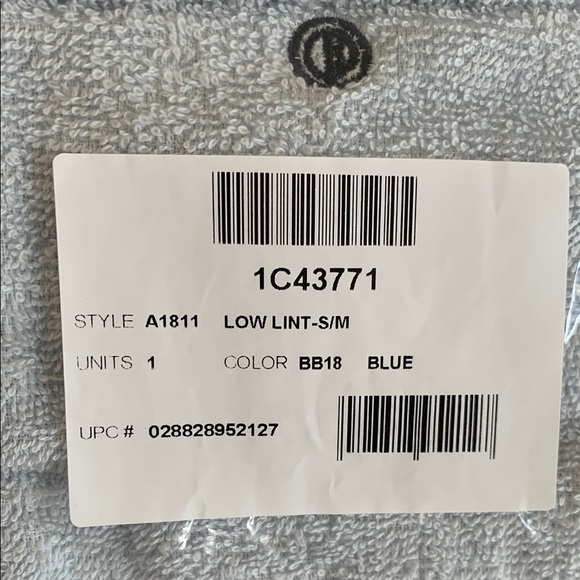 1C43771
STYLE A1811 LOW LINT-S/M
UNITS 1 COLOR BB18 BLUE
UPC # 028828952127